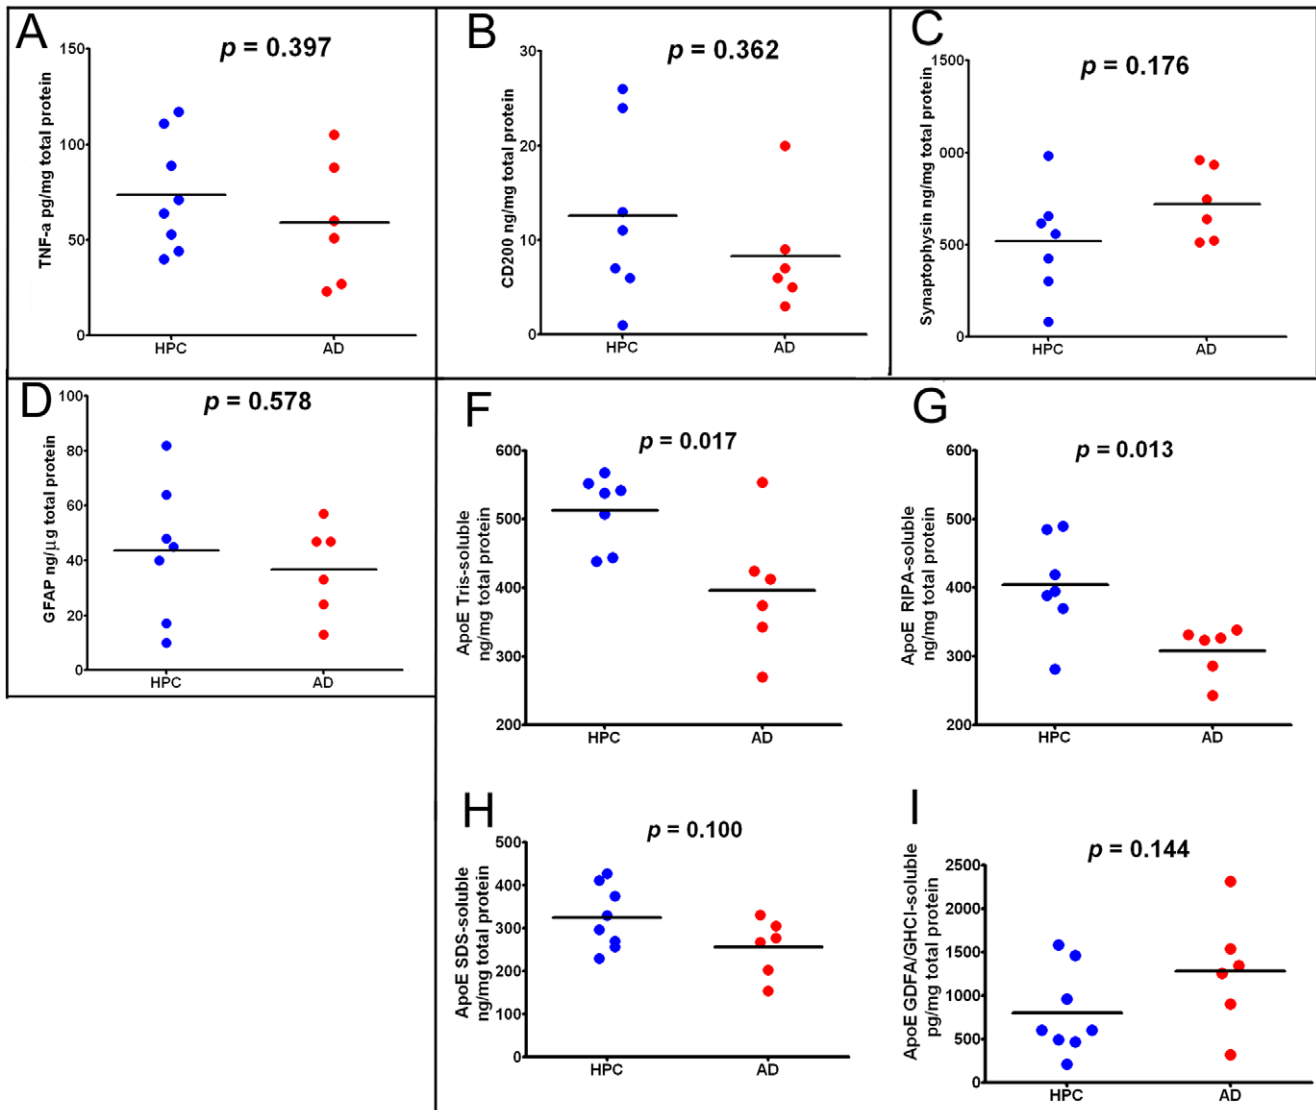 A
p = 0.397
TNF-a pg/mg total protein
150
100
50
0
HPC AD
B
p = 0.362
CD200 ng/mg total protein
30
20
10
0
HPC AD
C
p = 0.176
Synaptophysin ng/mg total protein
1500
000
500
0
HPC AD
D
p = 0.578
GFAP ng/μg total protein
100
80
60
40
20
0
HPC AD
F
p = 0.017
ApoE Tris-soluble
ng/mg total protein
600
500
400
300
200
HPC AD
G
p = 0.013
ApoE RIPA-soluble
ng/mg total protein
600
500
400
300
200
HPC AD
H
p = 0.100
ApoE SDS-soluble
ng/mg total protein
500
400
300
200
100
0
HPC AD
I
p = 0.144
ApoE GDFA/GHCl-soluble
pg/mg total protein
2500
2000
1500
1000
500
0
HPC AD